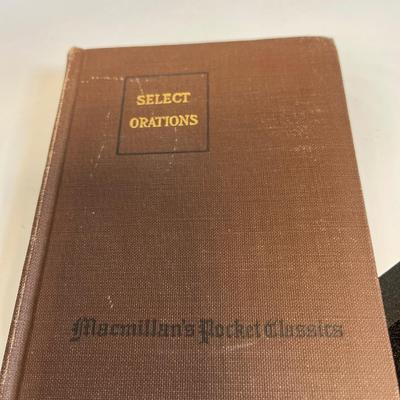 SELECT
ORATIONS
Macmillan's Pocket Classics